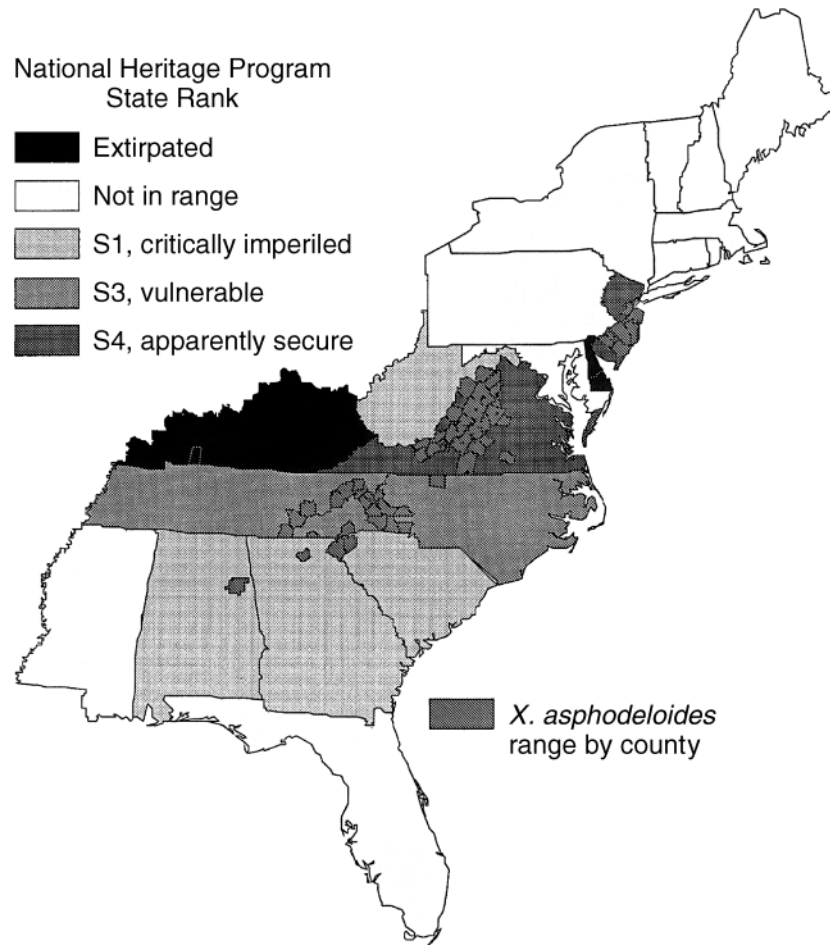 National Heritage Program
State Rank
Extirpated
Not in range
S1, critically imperiled
S3, vulnerable
S4, apparently secure
X. asphodeloides
range by county